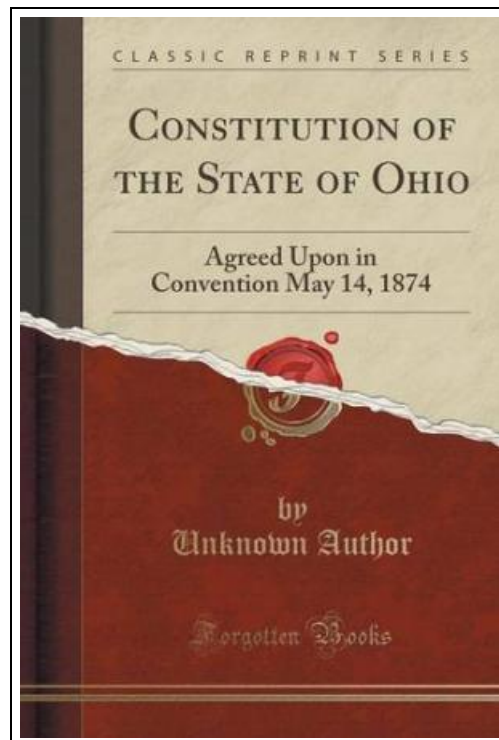 CLASSIC REPRINT SERIES
CONSTITUTION OF
THE STATE OF OHIO
Agreed Upon in
Convention May 14, 1874
by
Unknown Author
Forgotten Books